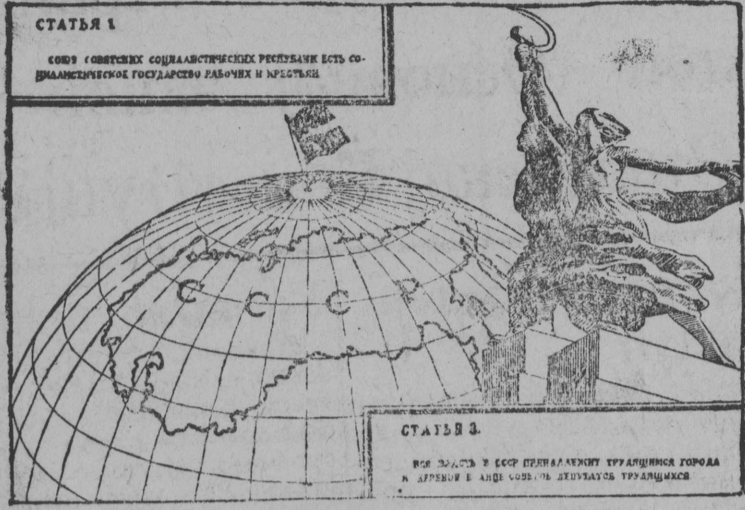 СТАТЬЯ 1.
СОЮЗ СОВЕТСКИХ СОЦИАЛИСТИЧЕСКИХ РЕСПУБЛИК ЕСТЬ СО-
ЦИАЛИСТИЧЕСКОЕ ГОСУДАРСТВО РАБОЧИХ И КРЕСТЬЯН
С С С Р
СТАТЬЯ 3.
ВСЯ ВЛАСТЬ В СССР ПРИНАДЛЕЖИТ ТРУДЯЩИМСЯ ГОРОДА
И ДЕРЕВНИ В ЛИЦЕ СОВЕТОВ ДЕПУТАТОВ ТРУДЯЩИХСЯ